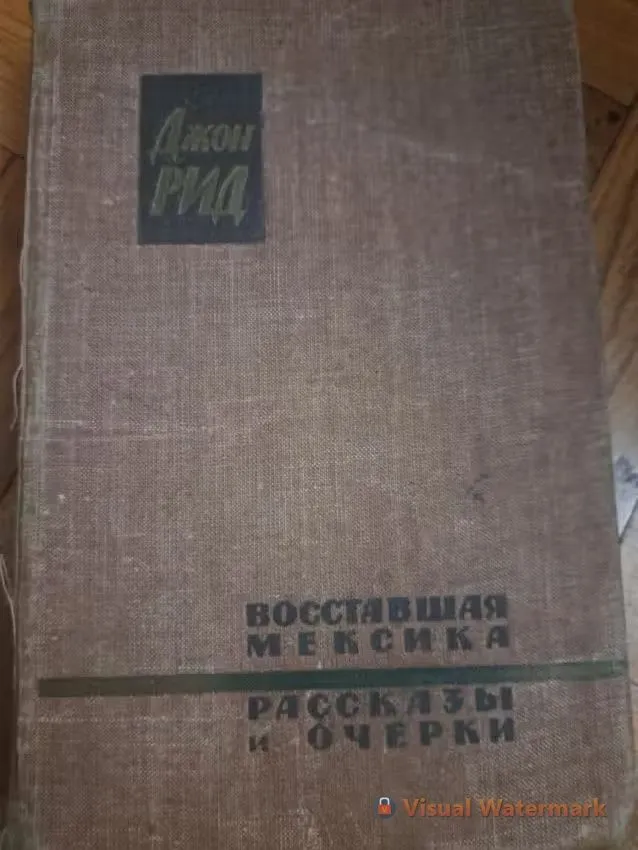 Джон
РИД
ВОССТАВШАЯ
МЕКСИКА
РАССКАЗЫ
и ОЧЕРКИ
Visual Watermark